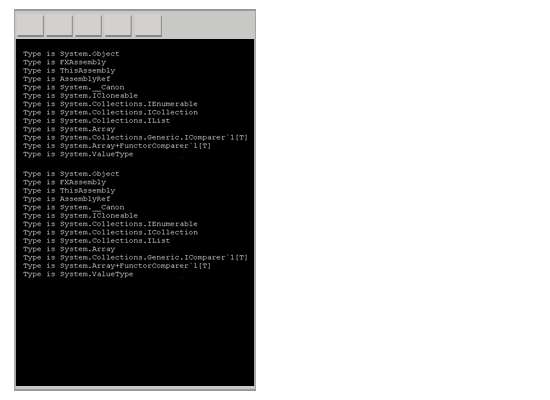 Type is System.Object
Type is FXAssembly
Type is ThisAssembly
Type is AssemblyRef
Type is System.__Canon
Type is System.ICloneable
Type is System.Collections.IEnumerable
Type is System.Collections.ICollection
Type is System.Collections.IList
Type is System.Array
Type is System.Collections.Generic.IComparer`1[T]
Type is System.Array+FunctorComparer`1[T]
Type is System.ValueType
Type is System.Object
Type is FXAssembly
Type is ThisAssembly
Type is AssemblyRef
Type is System.__Canon
Type is System.ICloneable
Type is System.Collections.IEnumerable
Type is System.Collections.ICollection
Type is System.Collections.IList
Type is System.Array
Type is System.Collections.Generic.IComparer`1[T]
Type is System.Array+FunctorComparer`1[T]
Type is System.ValueType